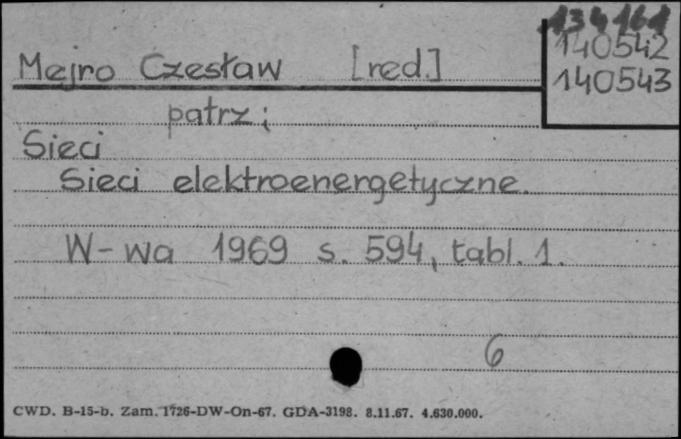 134161
140542
140543
Mejro Czesław [red.]
patrz:
Sieci
Sieci elektroenergetyczne.
W-wa 1969 s. 594, tabl. 1.
6
CWD. B-15-b. Zam. 1726-DW-On-67. GDA-3198. 8.11.67. 4.630.000.